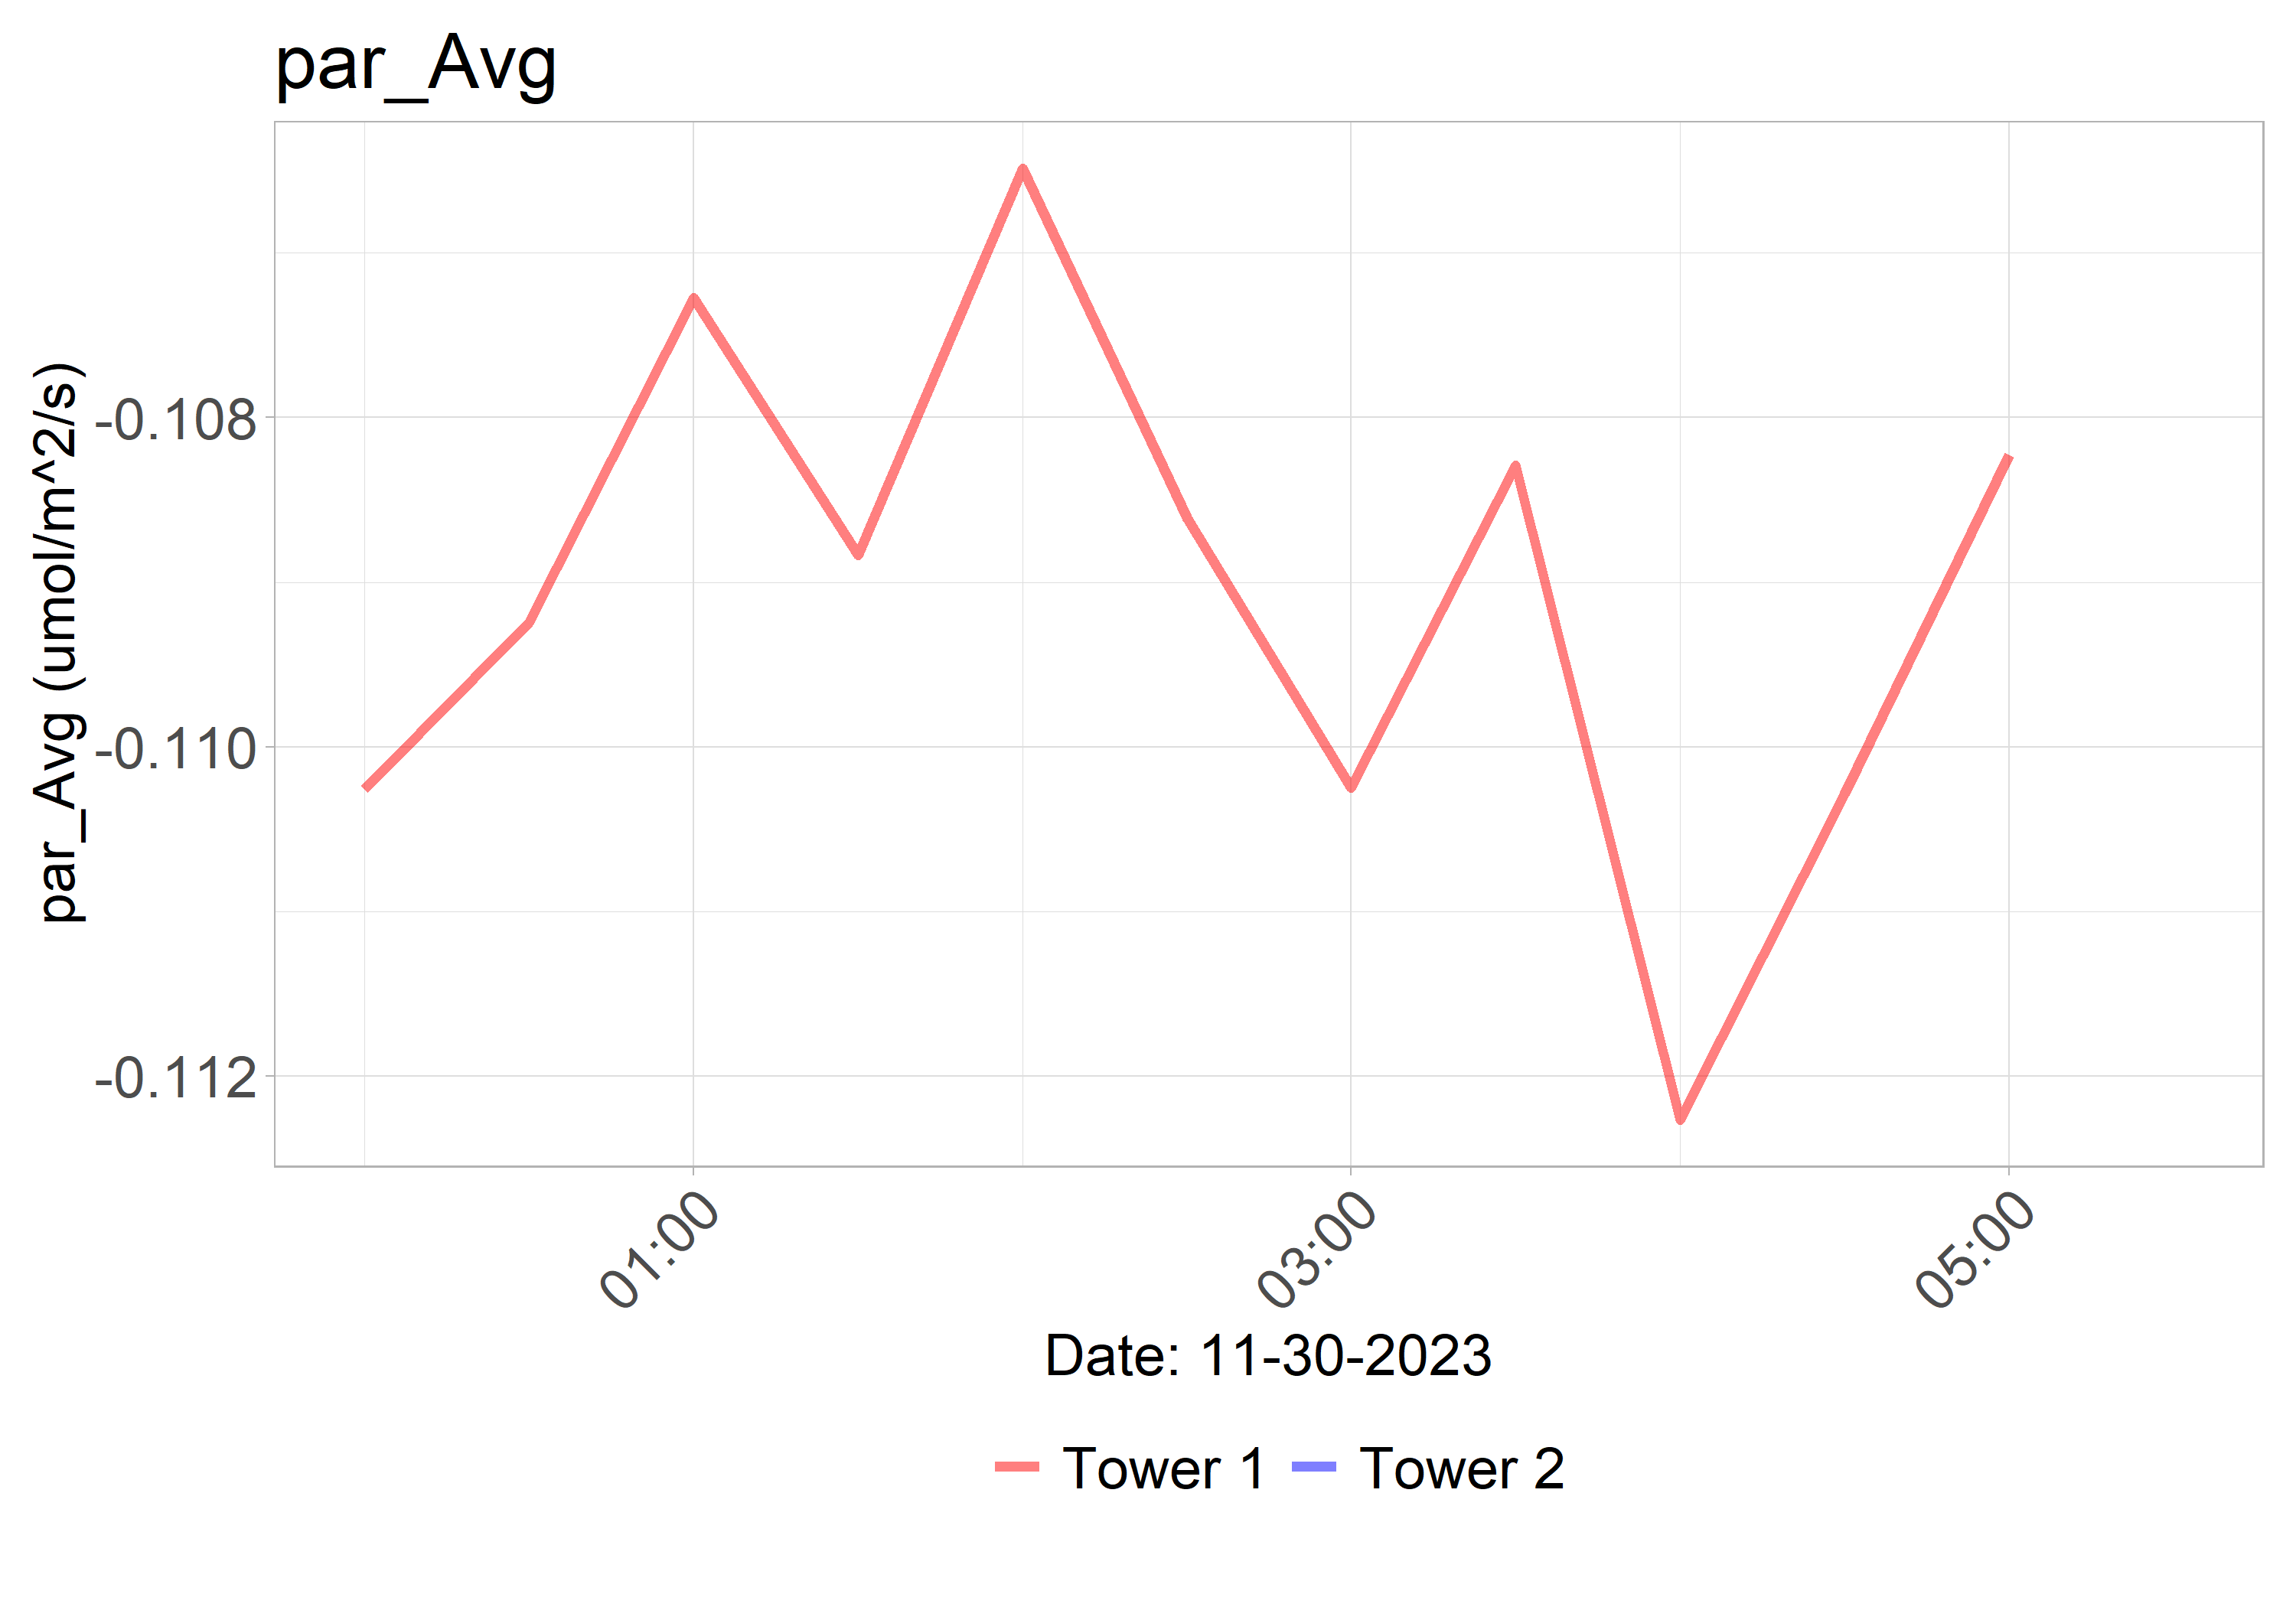 par_Avg
par_Avg (umol/m^2/s)
-0.108
-0.110
-0.112
01:00
03:00
05:00
Date: 11-30-2023
Tower 1
Tower 2